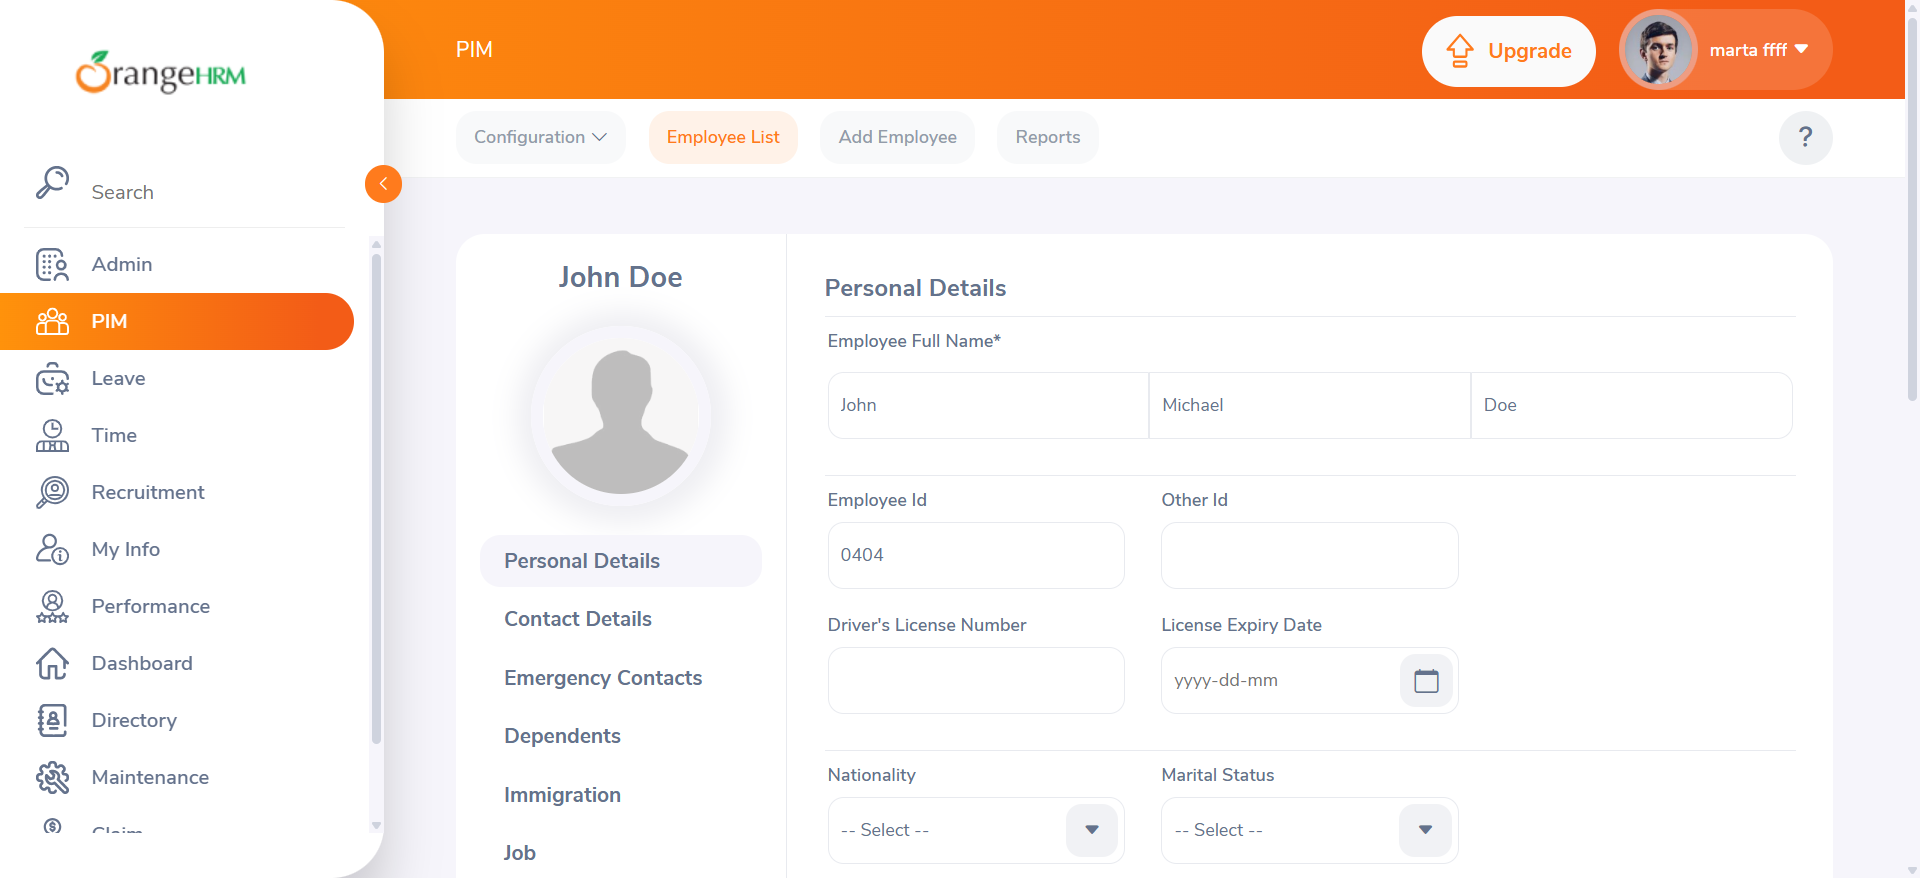 OrangeHRM
PIM
Upgrade
marta ffff
Configuration
Employee List
Add Employee
Reports
?
Search
Admin
PIM
Leave
Time
Recruitment
My Info
Performance
Dashboard
Directory
Maintenance
Claim
John Doe
Personal Details
Contact Details
Emergency Contacts
Dependents
Immigration
Job
Personal Details
Employee Full Name*
John
Michael
Doe
Employee Id
Other Id
0404
Driver's License Number
License Expiry Date
yyyy-dd-mm
Nationality
Marital Status
-- Select --
-- Select --